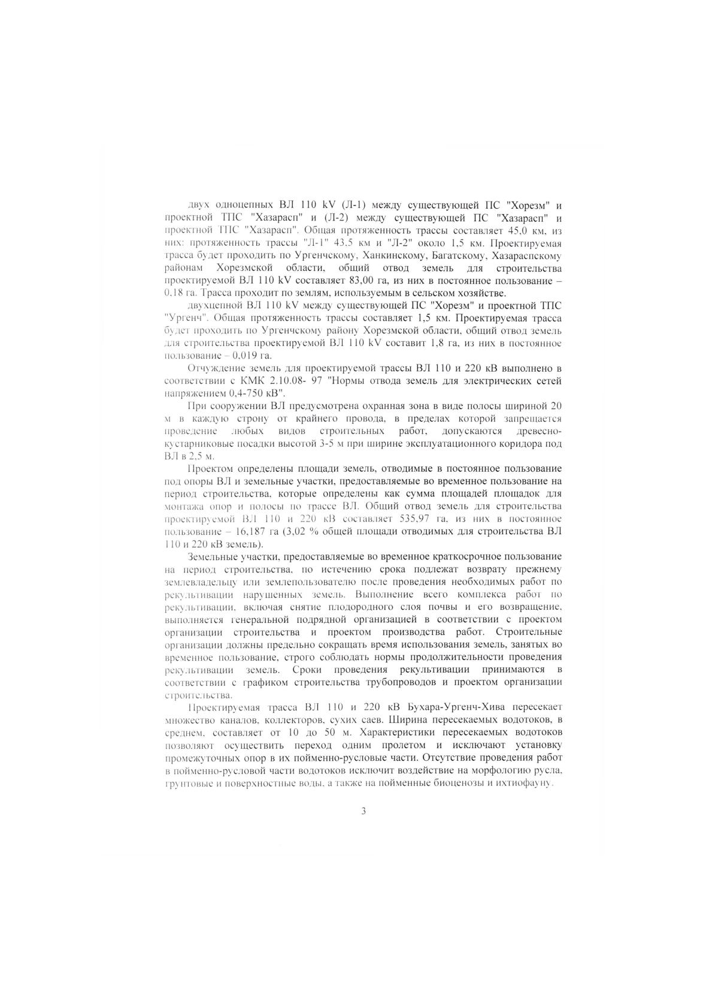 двух одноцепных ВЛ 110 kV (Л-1) между существующей ПС "Хорезм" и
проектной ТПС "Хазарасп" и (Л-2) между существующей ПС "Хазарасп" и
проектной ТПС "Хазарасп". Общая протяженность трассы составляет 45,0 км, из
них: протяженность трассы "Л-1" 43,5 км и "Л-2" около 1,5 км. Проектируемая
трасса будет проходить по Ургенчскому, Ханкинскому, Багатскому, Хазараспскому
районам Хорезмской области, общий отвод земель для строительства
проектируемой ВЛ 110 kV составляет 83,00 га, из них в постоянное пользование –
0,18 га. Трасса проходит по землям, используемым в сельском хозяйстве.
двухцепной ВЛ 110 kV между существующей ПС "Хорезм" и проектной ТПС
"Ургенч". Общая протяженность трассы составляет 1,5 км. Проектируемая трасса
будет проходить по Ургенчскому району Хорезмской области, общий отвод земель
для строительства проектируемой ВЛ 110 kV составит 1,8 га, из них в постоянное
пользование – 0,019 га.
Отчуждение земель для проектируемой трассы ВЛ 110 и 220 кВ выполнено в
соответствии с КМК 2.10.08- 97 "Нормы отвода земель для электрических сетей
напряжением 0,4-750 кВ".
При сооружении ВЛ предусмотрена охранная зона в виде полосы шириной 20
м в каждую строну от крайнего провода, в пределах которой запрещается
проведение любых видов строительных работ, допускаются древесно-
кустарниковые посадки высотой 3-5 м при ширине эксплуатационного коридора под
ВЛ в 2,5 м.
Проектом определены площади земель, отводимые в постоянное пользование
под опоры ВЛ и земельные участки, предоставляемые во временное пользование на
период строительства, которые определены как сумма площадей площадок для
монтажа опор и полосы по трассе ВЛ. Общий отвод земель для строительства
проектируемой ВЛ 110 и 220 кВ составляет 535,97 га, из них в постоянное
пользование – 16,187 га (3,02 % общей площади отводимых для строительства ВЛ
110 и 220 кВ земель).
Земельные участки, предоставляемые во временное краткосрочное пользование
на период строительства, по истечению срока подлежат возврату прежнему
землевладельцу или землепользователю после проведения необходимых работ по
рекультивации нарушенных земель. Выполнение всего комплекса работ по
рекультивации, включая снятие плодородного слоя почвы и его возвращение,
выполняется генеральной подрядной организацией в соответствии с проектом
организации строительства и проектом производства работ. Строительные
организации должны предельно сокращать время использования земель, занятых во
временное пользование, строго соблюдать нормы продолжительности проведения
рекультивации земель. Сроки проведения рекультивации принимаются в
соответствии с графиком строительства трубопроводов и проектом организации
строительства.
Проектируемая трасса ВЛ 110 и 220 кВ Бухара-Ургенч-Хива пересекает
множество каналов, коллекторов, сухих саев. Ширина пересекаемых водотоков, в
среднем, составляет от 10 до 50 м. Характеристики пересекаемых водотоков
позволяют осуществить переход одним пролетом и исключают установку
промежуточных опор в их пойменно-русловые части. Отсутствие проведения работ
в пойменно-русловой части водотоков исключит воздействие на морфологию русла,
грунтовые и поверхностные воды, а также на пойменные биоценозы и ихтиофауну.
3